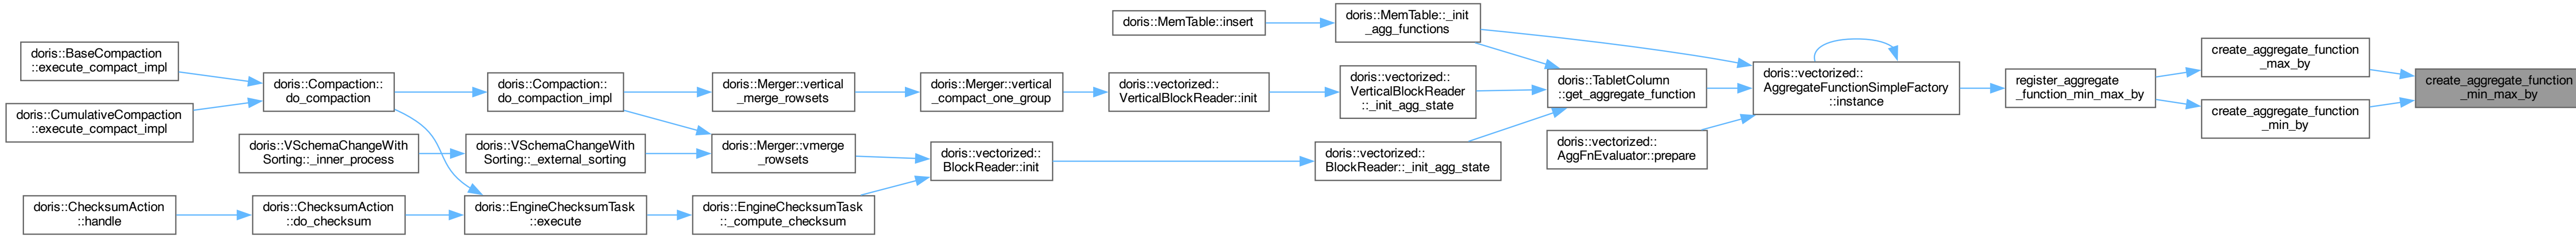 doris::BaseCompaction
::execute_compact_impl
doris::CumulativeCompaction
::execute_compact_impl
doris::Compaction::
do_compaction
doris::VSchemaChangeWith
Sorting::_inner_process
doris::ChecksumAction
::handle
doris::ChecksumAction
::do_checksum
doris::Compaction::
do_compaction_impl
doris::VSchemaChangeWith
Sorting::_external_sorting
doris::EngineChecksumTask
::execute
doris::Merger::vertical
_merge_rowsets
doris::Merger::vmerge
_rowsets
doris::EngineChecksumTask
::_compute_checksum
doris::Merger::vertical
_compact_one_group
doris::vectorized::
BlockReader::init
doris::MemTable::insert
doris::vectorized::
VerticalBlockReader::init
doris::MemTable::_init
_agg_functions
doris::vectorized::
VerticalBlockReader
::_init_agg_state
doris::vectorized::
BlockReader::_init_agg_state
doris::TabletColumn
::get_aggregate_function
doris::vectorized::
AggFnEvaluator::prepare
doris::vectorized::
AggregateFunctionSimpleFactory
::instance
register_aggregate
_function_min_max_by
create_aggregate_function
_max_by
create_aggregate_function
_min_by
create_aggregate_function
_min_max_by